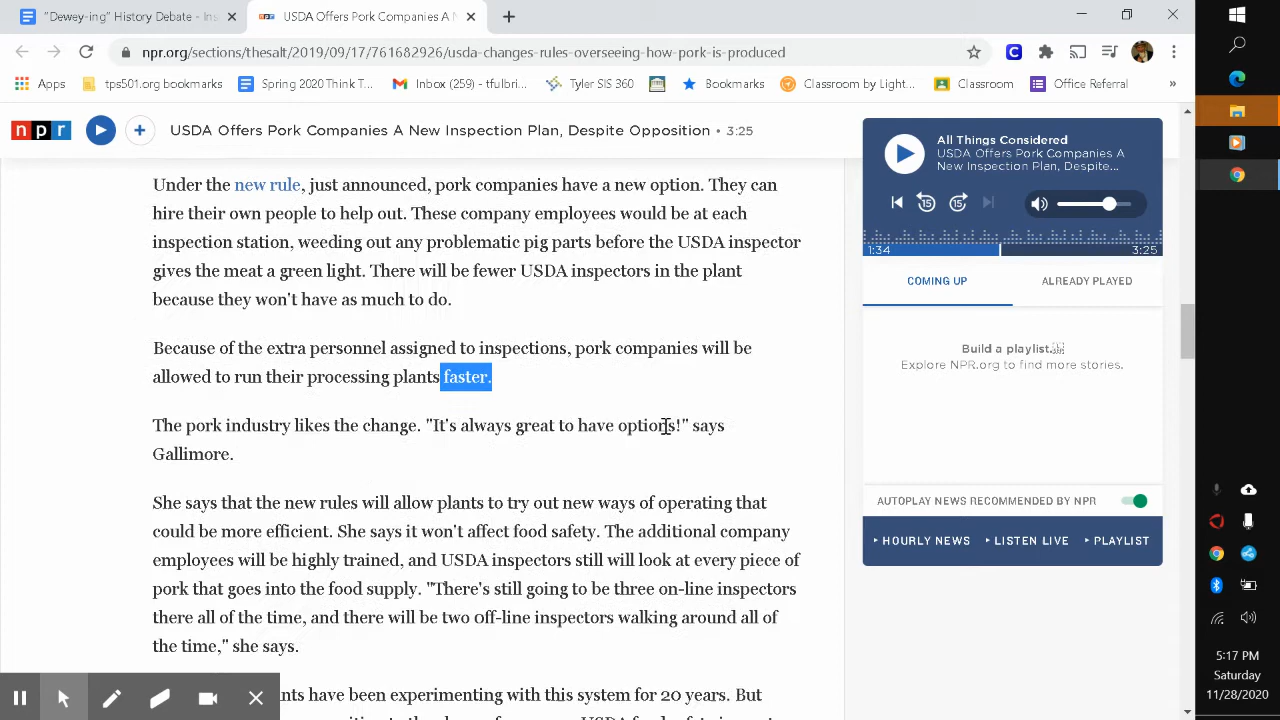 "Dewey-ing" History Debate - Ins
USDA Offers Pork Companies A N
npr.org/sections/thesalt/2019/09/17/761682926/usda-changes-rules-overseeing-how-pork-is-produced
Apps
tps501.org bookmarks
Spring 2020 Think T...
Inbox (259) - tfulbri...
Tyler SIS 360
Bookmarks
Classroom by Light...
Classroom
Office Referral
»
n p r
USDA Offers Pork Companies A New Inspection Plan, Despite Opposition • 3:25
Under the new rule, just announced, pork companies have a new option. They can
hire their own people to help out. These company employees would be at each
inspection station, weeding out any problematic pig parts before the USDA inspector
gives the meat a green light. There will be fewer USDA inspectors in the plant
because they won't have as much to do.
Because of the extra personnel assigned to inspections, pork companies will be
allowed to run their processing plants faster.
The pork industry likes the change. "It's always great to have options!" says
Gallimore.
She says that the new rules will allow plants to try out new ways of operating that
could be more efficient. She says it won't affect food safety. The additional company
employees will be highly trained, and USDA inspectors still will look at every piece of
pork that goes into the food supply. "There's still going to be three on-line inspectors
there all of the time, and there will be two off-line inspectors walking around all of
the time," she says.
nts have been experimenting with this system for 20 years. But
All Things Considered
USDA Offers Pork Companies A
New Inspection Plan, Despite...
15
15
1:34
3:25
COMING UP
ALREADY PLAYED
Build a playlist.
Explore NPR.org to find more stories.
AUTOPLAY NEWS RECOMMENDED BY NPR
HOURLY NEWS
LISTEN LIVE
PLAYLIST
5:17 PM
Saturday
11/28/2020